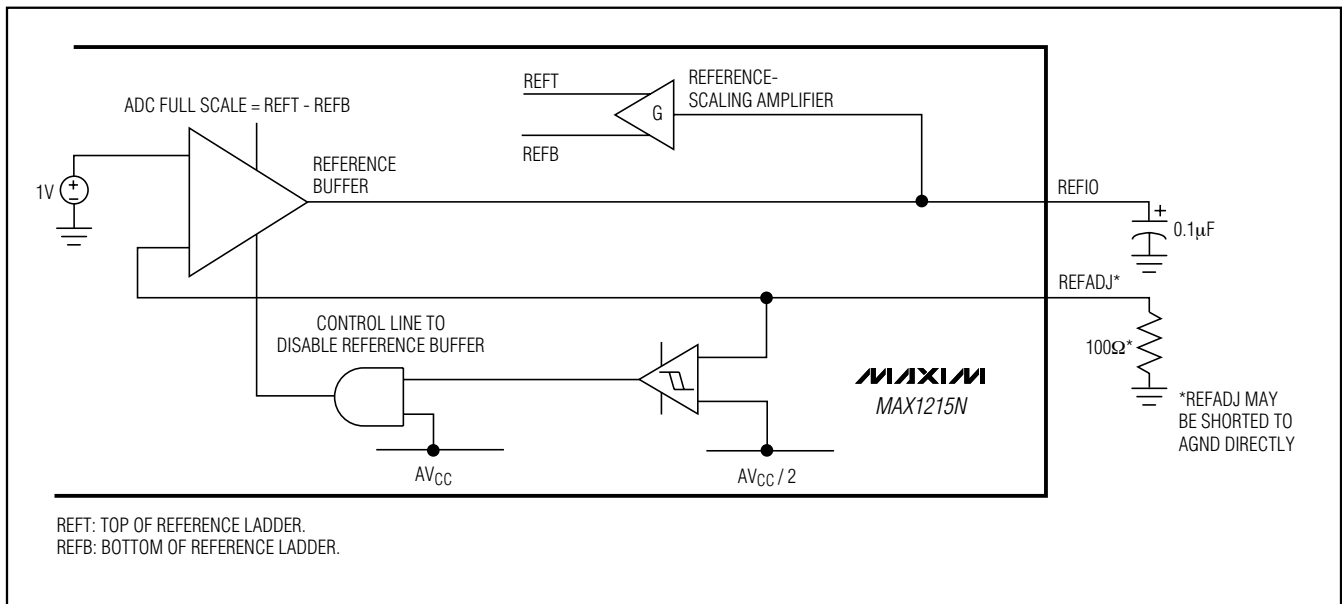 REFT
REFERENCE-
SCALING AMPLIFIER
ADC FULL SCALE = REFT - REFB
G
REFERENCE
BUFFER
REFB
1V
+
−
REFIO
+
0.1µF
REFADJ*
CONTROL LINE TO
DISABLE REFERENCE BUFFER
100Ω*
MAXIM
MAX1215N
*REFADJ MAY
BE SHORTED TO
AGND DIRECTLY
AVCC
AVCC / 2
REFT: TOP OF REFERENCE LADDER.
REFB: BOTTOM OF REFERENCE LADDER.